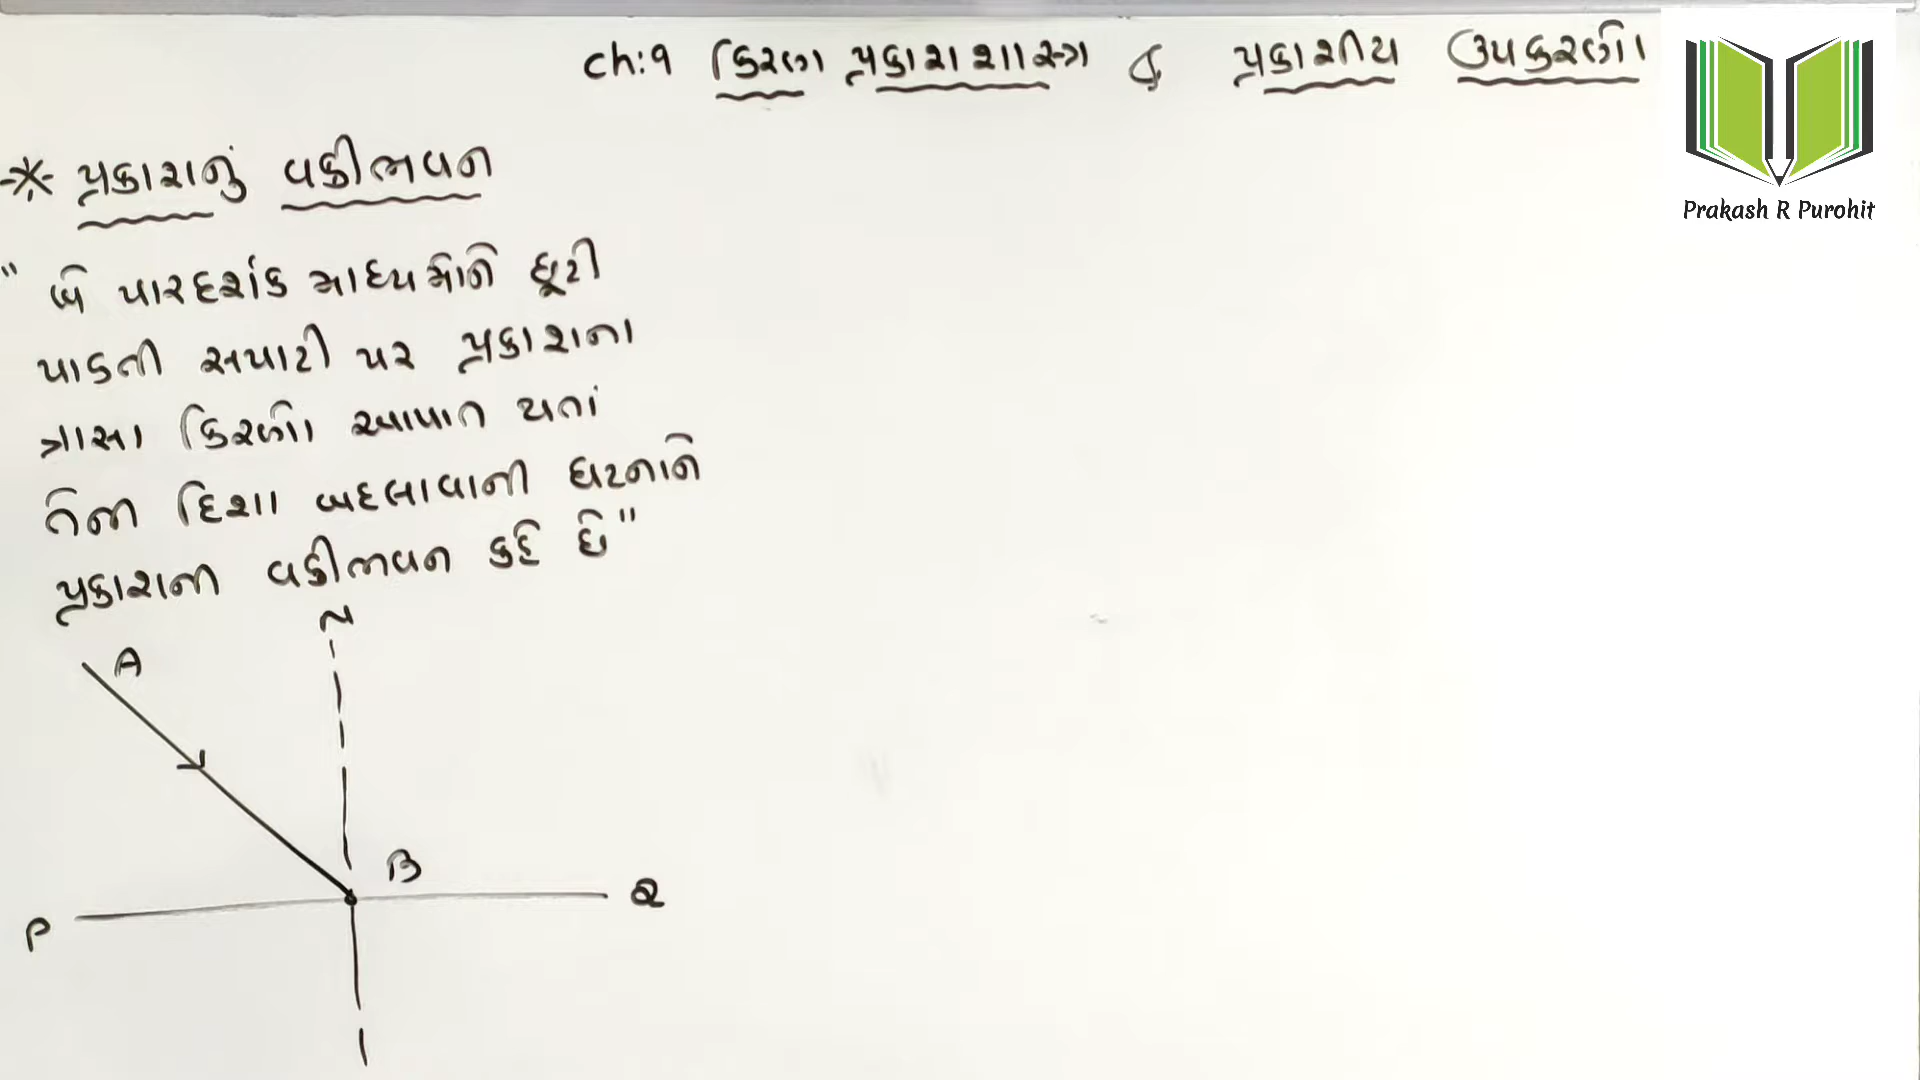 ch:9 કિરણ પ્રકાશશાસ્ત્ર & પ્રકાશીય ઉપકરણો
Prakash R Purohit
* પ્રકાશનું વક્રીભવન
" બે પારદર્શક માધ્યમોને છૂટી
પાડતી સપાટી પર પ્રકાશના
ત્રાસા કિરણો આપાત થતાં
તેની દિશા બદલાવાની ઘટનાને
પ્રકાશના વક્રીભવન કહે છે"
N
A
B
P
Q